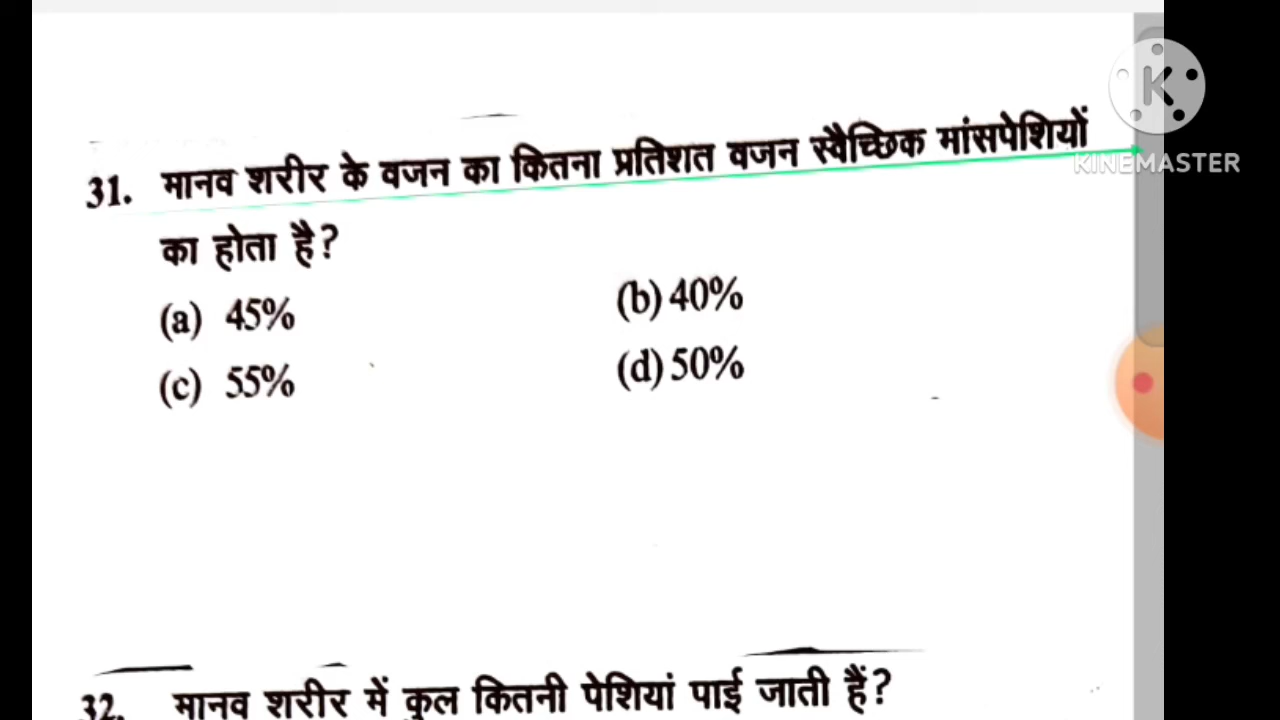 K
KINEMASTER
31. मानव शरीर के वजन का कितना प्रतिशत वजन स्वैच्छिक मांसपेशियों
का होता है?
(a) 45% (b) 40%
(c) 55% (d) 50%
32. मानव शरीर में कुल कितनी पेशियां पाई जाती हैं?